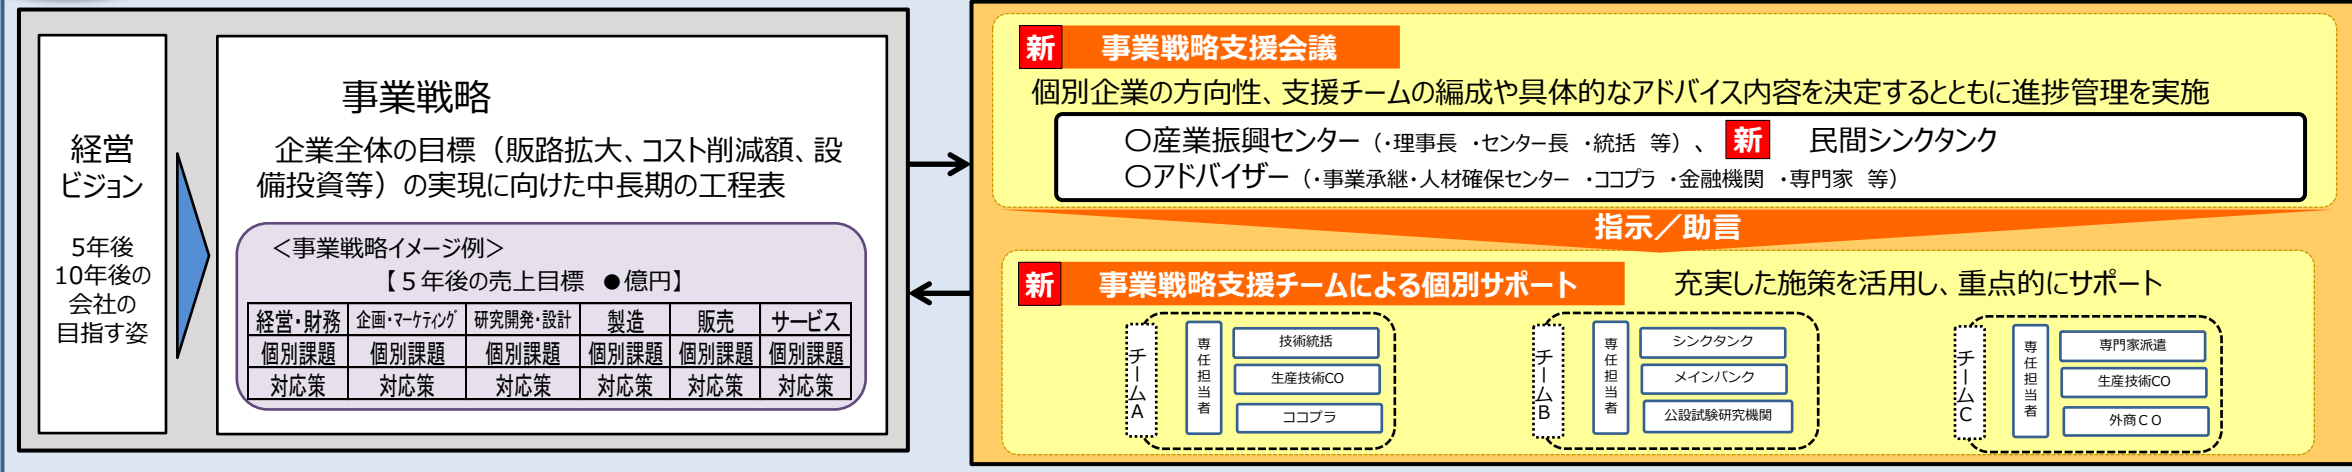 経営
ビジョン
5年後
10年後の
会社の
目指す姿
事業戦略
企業全体の目標（販路拡大、コスト削減額、設
備投資等）の実現に向けた中長期の工程表
＜事業戦略イメージ例＞
【５年後の売上目標　●億円】
経営・財務 企画・マーケティング 研究開発・設計 製造 販売 サービス
個別課題 個別課題 個別課題 個別課題 個別課題 個別課題
対応策 対応策 対応策 対応策 対応策 対応策
新 事業戦略支援会議
個別企業の方向性、支援チームの編成や具体的なアドバイス内容を決定するとともに進捗管理を実施
〇産業振興センター（・理事長 ・センター長 ・統括 等）、 新 民間シンクタンク
〇アドバイザー（・事業承継・人材確保センター ・ココプラ ・金融機関 ・専門家 等）
指示／助言
新 事業戦略支援チームによる個別サポート 充実した施策を活用し、重点的にサポート
チームA
専任担当者
技術統括
生産技術CO
ココプラ
チームB
専任担当者
シンクタンク
メインバンク
公設試験研究機関
チームC
専任担当者
専門家派遣
生産技術CO
外商ＣＯ